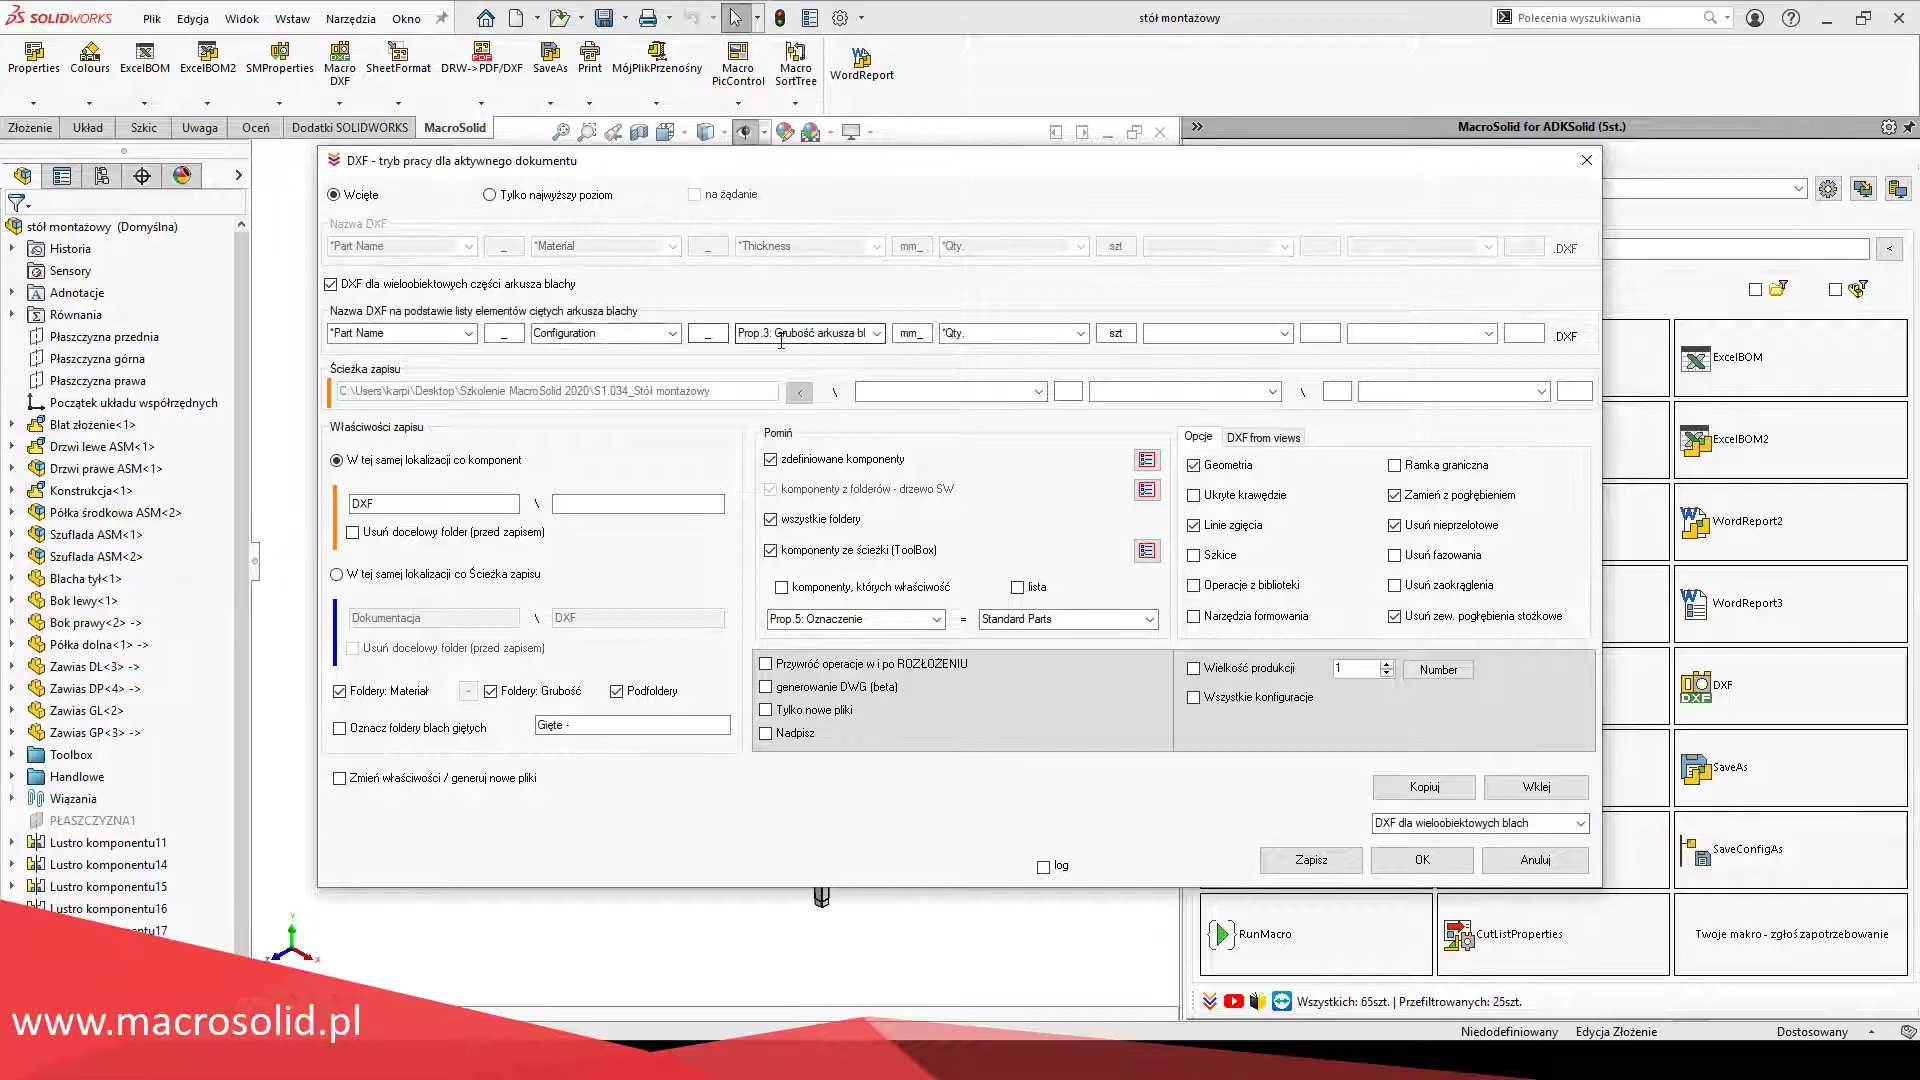 SOLIDWORKS Plik Edycja Widok Wstaw Narzędzia Okno stół montażowy Polecenia wyszukiwania
Properties Colours ExcelBOM ExcelBOM2 SMProperties Macro DXF SheetFormat DRW->PDF/DXF SaveAs Print MójPlikPrzenośny Macro PicControl Macro SortTree WordReport
Złożenie Układ Szkic Uwaga Oceń Dodatki SOLIDWORKS MacroSolid
MacroSolid for ADKSolid (5st.)
stół montażowy (Domyślna)
Historia
Sensory
Adnotacje
Równania
Płaszczyzna przednia
Płaszczyzna górna
Płaszczyzna prawa
Początek układu współrzędnych
Blat złożenie<1>
Drzwi lewe ASM<1>
Drzwi prawe ASM<1>
Konstrukcja<1>
Półka środkowa ASM<2>
Szuflada ASM<1>
Szuflada ASM<2>
Blacha tył<1>
Bok lewy<1>
Bok prawy<2> ->
Półka dolna<1> ->
Zawias DL<3> ->
Zawias DP<4> ->
Zawias GL<2>
Zawias GP<3> ->
Toolbox
Handlowe
Wiązania
PŁASZCZYZNA1
Lustro komponentu11
Lustro komponentu14
Lustro komponentu15
Lustro komponentu16
entu17
DXF - tryb pracy dla aktywnego dokumentu
Wcięte Tylko najwyższy poziom na żądanie
Nazwa DXF
*Part Name _ *Material _ *Thickness mm_ *Qty. szt .DXF
DXF dla wieloobiektowych części arkusza blachy
Nazwa DXF na podstawie listy elementów ciętych arkusza blachy
*Part Name _ Configuration _ Prop.3: Grubość arkusza bl mm_ *Qty. szt .DXF
Ścieżka zapisu
C:\Users\karpi\Desktop\Szkolenie MacroSolid 2020\S1.034_Stół montażowy < \ \
Właściwości zapisu
W tej samej lokalizacji co komponent
DXF \
Usuń docelowy folder (przed zapisem)
W tej samej lokalizacji co Ścieżka zapisu
Dokumentacja \ DXF
Usuń docelowy folder (przed zapisem)
Foldery: Materiał - Foldery: Grubość Podfoldery
Oznacz foldery blach giętych Gięte -
Zmień właściwości / generuj nowe pliki
Pomiń
zdefiniowane komponenty
komponenty z folderów - drzewo SW
wszystkie foldery
komponenty ze ścieżki (ToolBox)
komponenty, których właściwość lista
Prop.5: Oznaczenie = Standard Parts
Przywróć operacje w i po ROZŁOŻENIU
generowanie DWG (beta)
Tylko nowe pliki
Nadpisz
Opcje DXF from views
Geometria Ramka graniczna
Ukryte krawędzie Zamień z pogłębieniem
Linie zgięcia Usuń nieprzelotowe
Szkice Usuń fazowania
Operacje z biblioteki Usuń zaokrąglenia
Narzędzia formowania Usuń zew. pogłębienia stożkowe
Wielkość produkcji 1 Number
Wszystkie konfiguracje
Kopiuj Wklej
DXF dla wieloobiektowych blach
log Zapisz OK Anuluj
<
ExcelBOM
ExcelBOM2
WordReport2
WordReport3
DXF
SaveAs
SaveConfigAs
RunMacro CutListProperties Twoje makro - zgłoś zapotrzebowanie
Wszystkich: 65szt. | Przefiltrowanych: 25szt.
Niedodefiniowany Edycja Złożenie Dostosowany
www.macrosolid.pl